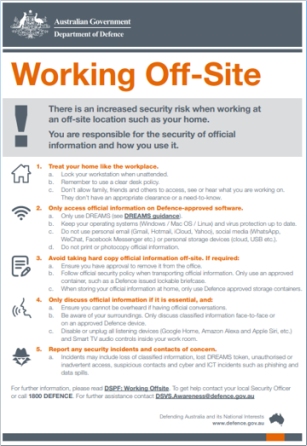 Australian Government
Department of Defence
Working Off-Site
There is an increased security risk when working at
an off-site location such as your home.
You are responsible for the security of official
information and how you use it.
1. Treat your home like the workplace.
a. Lock your workstation when unattended.
b. Remember to use a clear desk policy.
c. Don't allow family, friends and others to access, see or hear what you are working on.
They don't have an appropriate clearance or a need-to-know.
2. Only access official information on Defence-approved software.
a. Only use DREAMS (see DREAMS guidance).
b. Keep your operating systems (Windows / Mac OS / Linux) and virus protection up to date.
c. Do not use personal email (Gmail, Hotmail, iCloud, Yahoo), social media (WhatsApp,
WeChat, Facebook Messenger etc.) or personal storage devices (cloud, USB etc.).
d. Do not print or photocopy official information.
3. Avoid taking hard copy official information off-site. If required:
a. Ensure you have approval to remove it from the office.
b. Follow official security policy when transporting official information. Only use an approved
container, such as a Defence issued lockable briefcase.
c. When storing your official information at home, only use Defence approved storage containers.
4. Only discuss official information if it is essential, and:
a. Ensure you cannot be overheard if having official conversations.
b. Be aware of your surroundings. Only discuss classified information face-to-face or
on an approved Defence device.
c. Disable or unplug all listening devices (Google Home, Amazon Alexa and Apple Siri, etc.)
and Smart TV audio controls inside your work room.
5. Report any security incidents and contacts of concern.
a. Incidents may include loss of classified information, lost DREAMS token, unauthorised or
inadvertent access, suspicious contacts and cyber and ICT incidents such as phishing and
data spills.
For further information, please read DSPF: Working Offsite. To get help contact your local Security Officer
or call 1800 DEFENCE. For further assistance contact DSVS.Awareness@defence.gov.au
Defending Australia and its National Interests
www.defence.gov.au